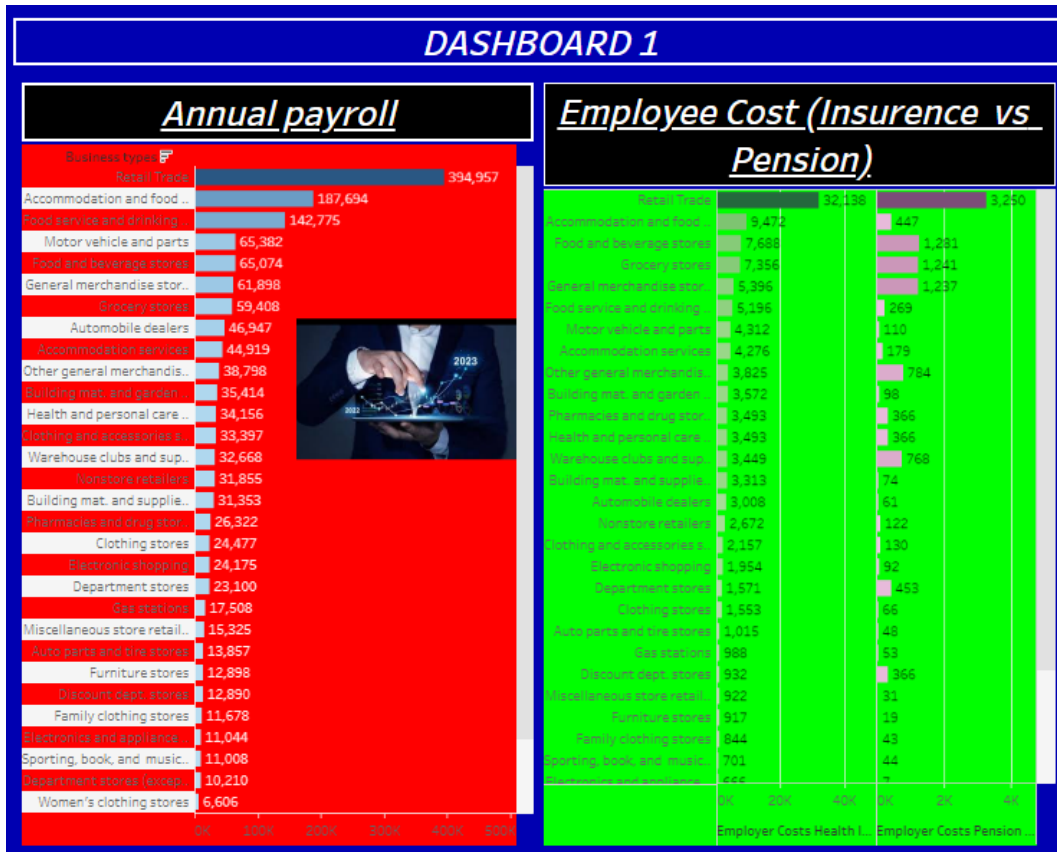 DASHBOARD 1
Annual payroll
Business types
Retail Trade 394,957
Accommodation and food .. 187,694
Food service and drinking.. 142,775
Motor vehicle and parts 65,382
Food and beverage stores 65,074
General merchandise stor.. 61,898
Grocery stores 59,408
Automobile dealers 46,947
Accommodation services 44,919
Other general merchandis.. 38,798
Building mat. and garden .. 35,414
Health and personal care .. 34,156
Clothing and accessories s.. 33,397
Warehouse clubs and sup.. 32,668
Nonstore retailers 31,855
Building mat. and supplie.. 31,353
Pharmacies and drug stor.. 26,322
Clothing stores 24,477
Electronic shopping 24,175
Department stores 23,100
Gas stations 17,508
Miscellaneous store retail.. 15,325
Auto parts and tire stores 13,857
Furniture stores 12,898
Discount dept. stores 12,890
Family clothing stores 11,678
Electronics and appliance.. 11,044
Sporting, book, and music.. 11,008
Department stores (excep.. 10,210
Women's clothing stores 6,606
0K 100K 200K 300K 400K 500K
2023
2022
Employee Cost (Insurence vs
Pension)
Retail Trade 32,138 3,250
Accommodation and food .. 9,472 447
Food and beverage stores 7,688 1,281
Grocery stores 7,356 1,241
General merchandise stor.. 5,396 1,237
Food service and drinking.. 5,196 269
Motor vehicle and parts 4,312 110
Accommodation services 4,276 179
Other general merchandis.. 3,825 784
Building mat. and garden .. 3,572 98
Pharmacies and drug stor.. 3,493 366
Health and personal care .. 3,493 366
Warehouse clubs and sup.. 3,449 768
Building mat. and supplie.. 3,313 74
Automobile dealers 3,008 61
Nonstore retailers 2,672 122
Clothing and accessories s.. 2,157 130
Electronic shopping 1,954 92
Department stores 1,571 453
Clothing stores 1,553 66
Auto parts and tire stores 1,015 48
Gas stations 988 53
Discount dept. stores 932 366
Miscellaneous store retail.. 922 31
Furniture stores 917 19
Family clothing stores 844 43
Sporting, book, and music.. 701 44
Electronics and appliance.. 666 7
0K 20K 40K 0K 2K 4K
Employer Costs Health I.. Employer Costs Pension ..